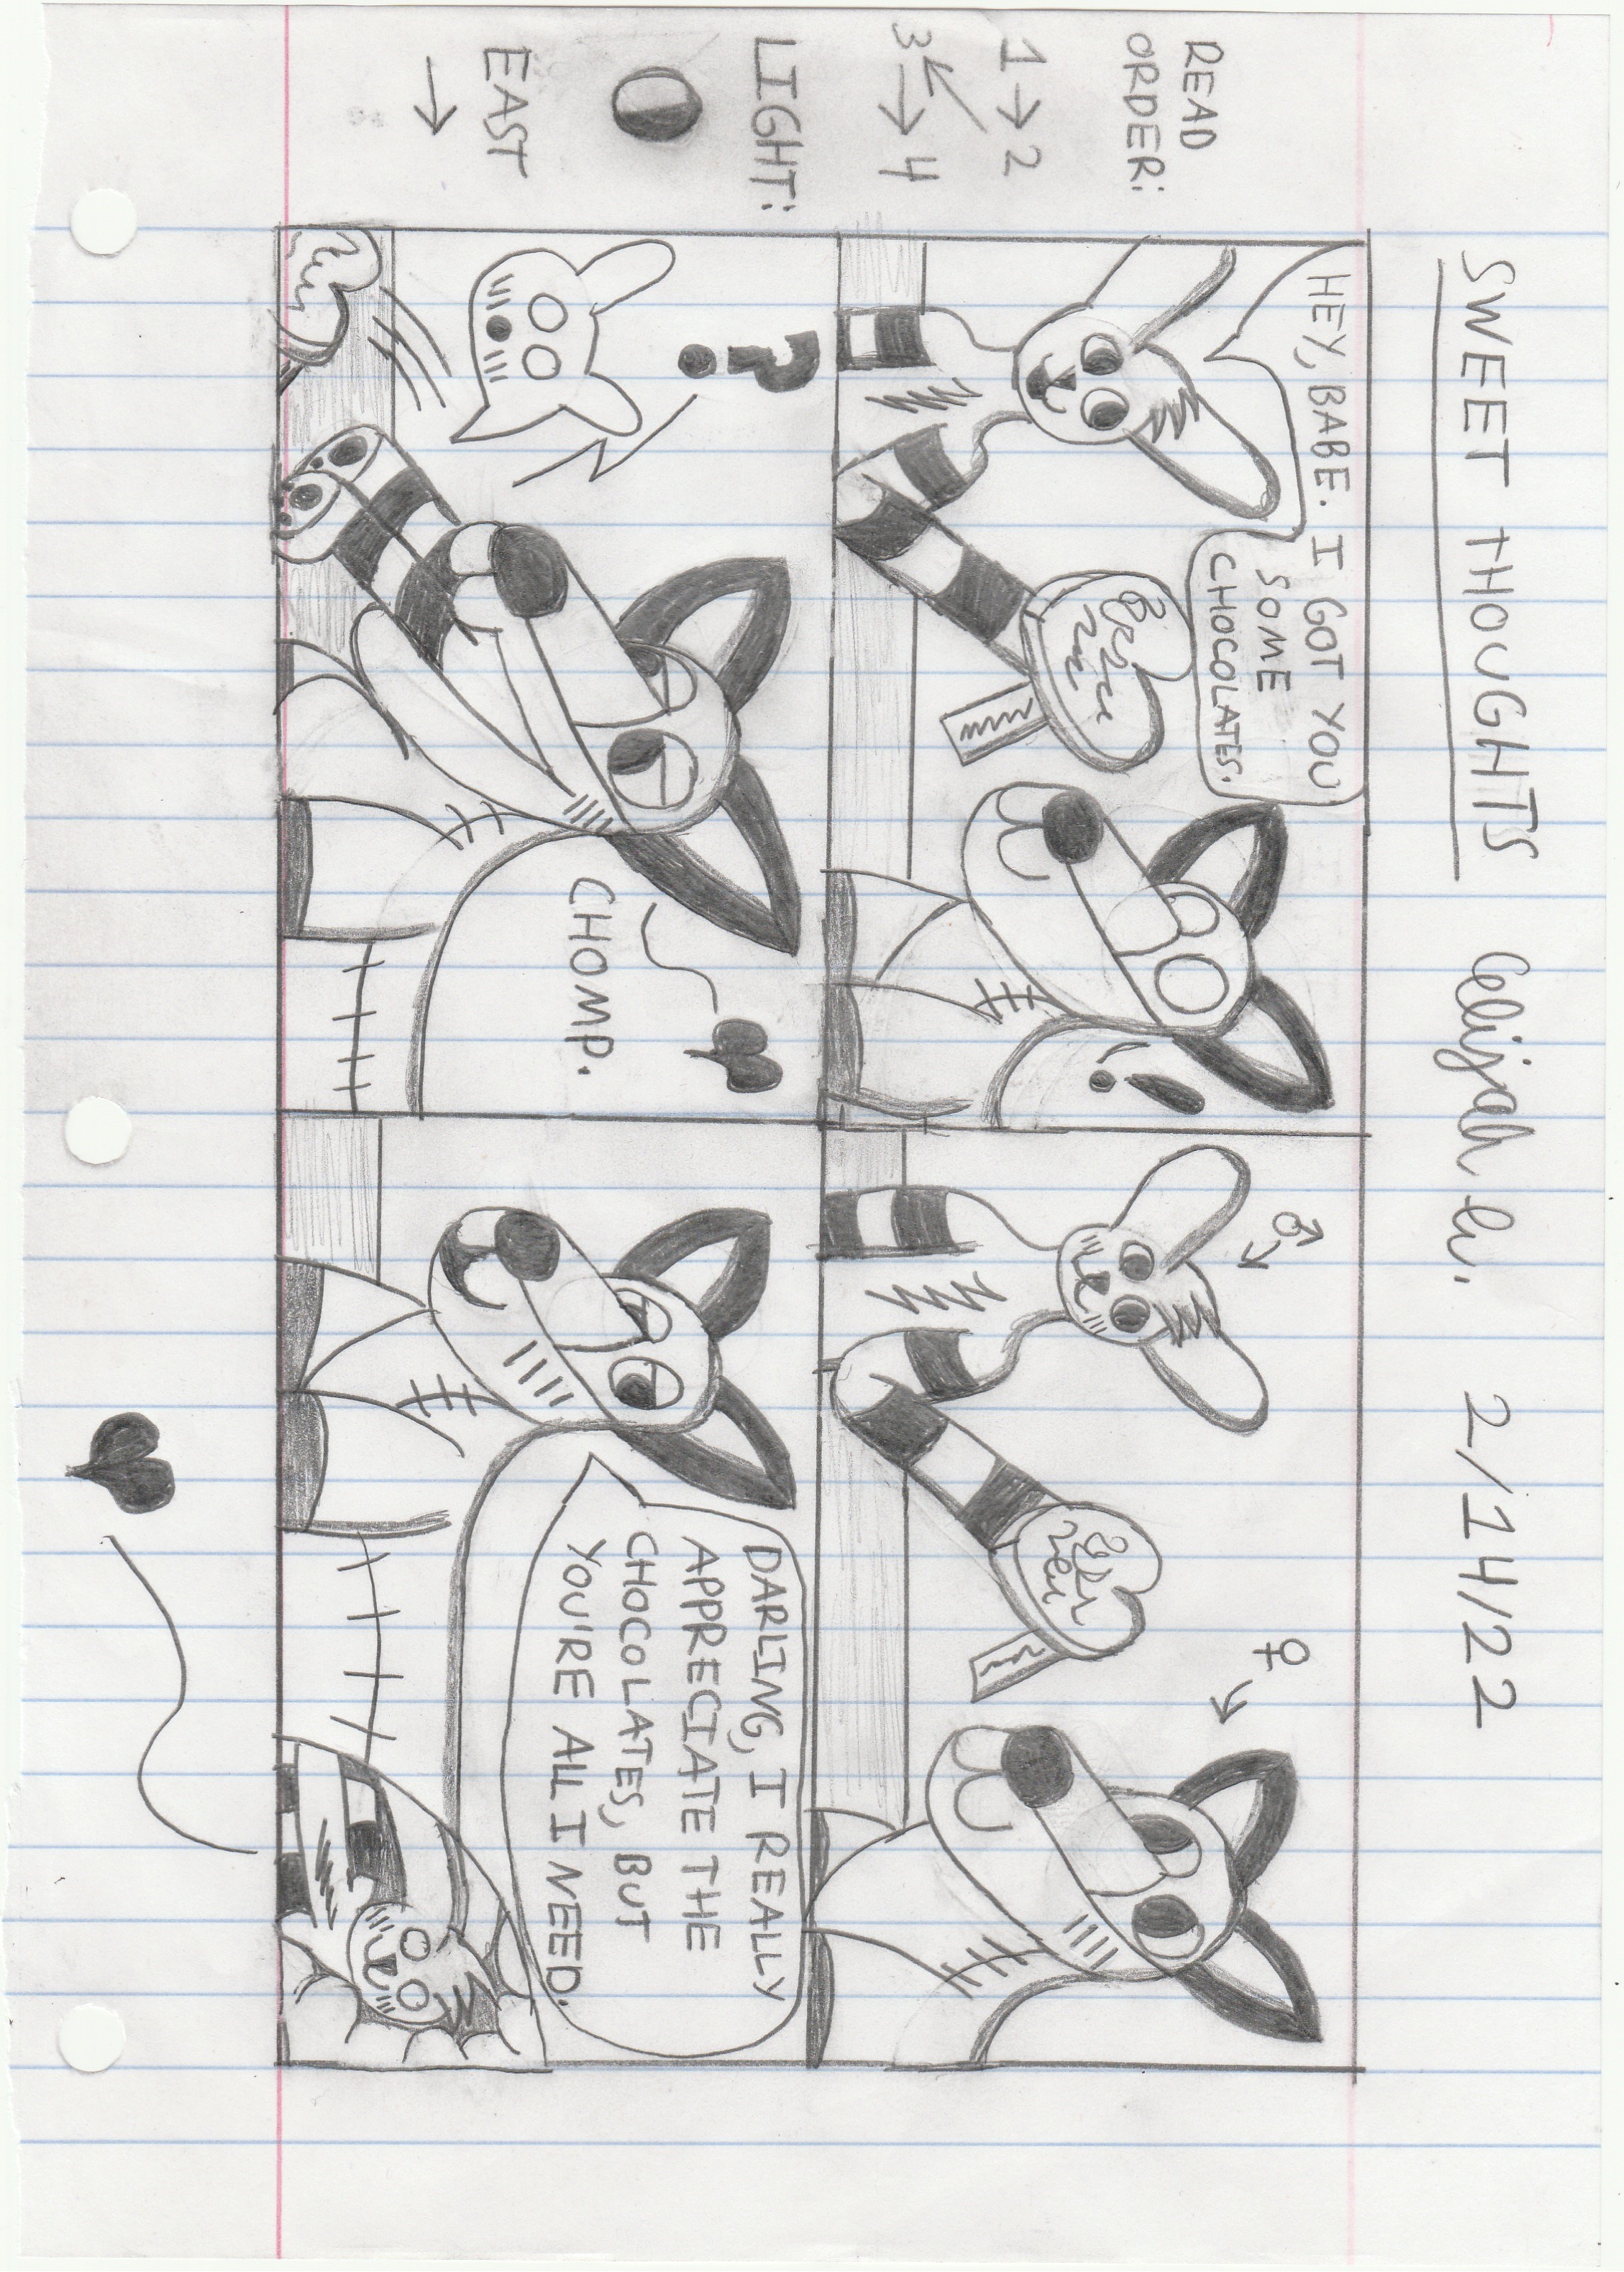 SWEET THOUGHTS Elijah W. 2/14/22
READ
ORDER:
1 → 2
3 → 4
LIGHT:
EAST
→
HEY, BABE. I GOT YOU
SOME
CHOCOLATES.
!
♂
♀
?
CHOMP.
DARLING, I REALLY
APPRECIATE THE
CHOCOLATES, BUT
YOU'RE ALL I NEED.